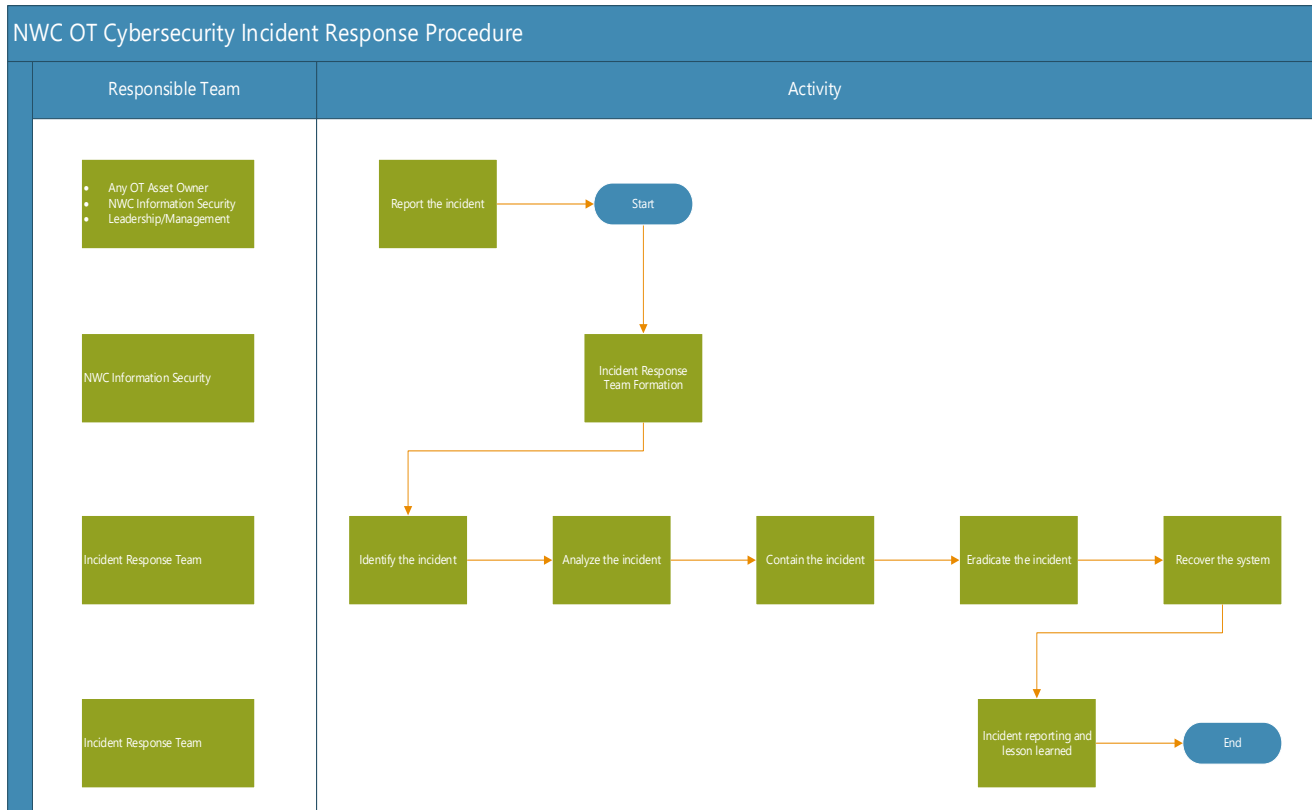 NWC OT Cybersecurity Incident Response Procedure
Responsible Team
Activity
• Any OT Asset Owner
• NWC Information Security
• Leadership/Management
Report the incident
Start
NWC Information Security
Incident Response
Team Formation
Incident Response Team
Identify the incident
Analyze the incident
Contain the incident
Eradicate the incident
Recover the system
Incident Response Team
Incident reporting and
lesson learned
End